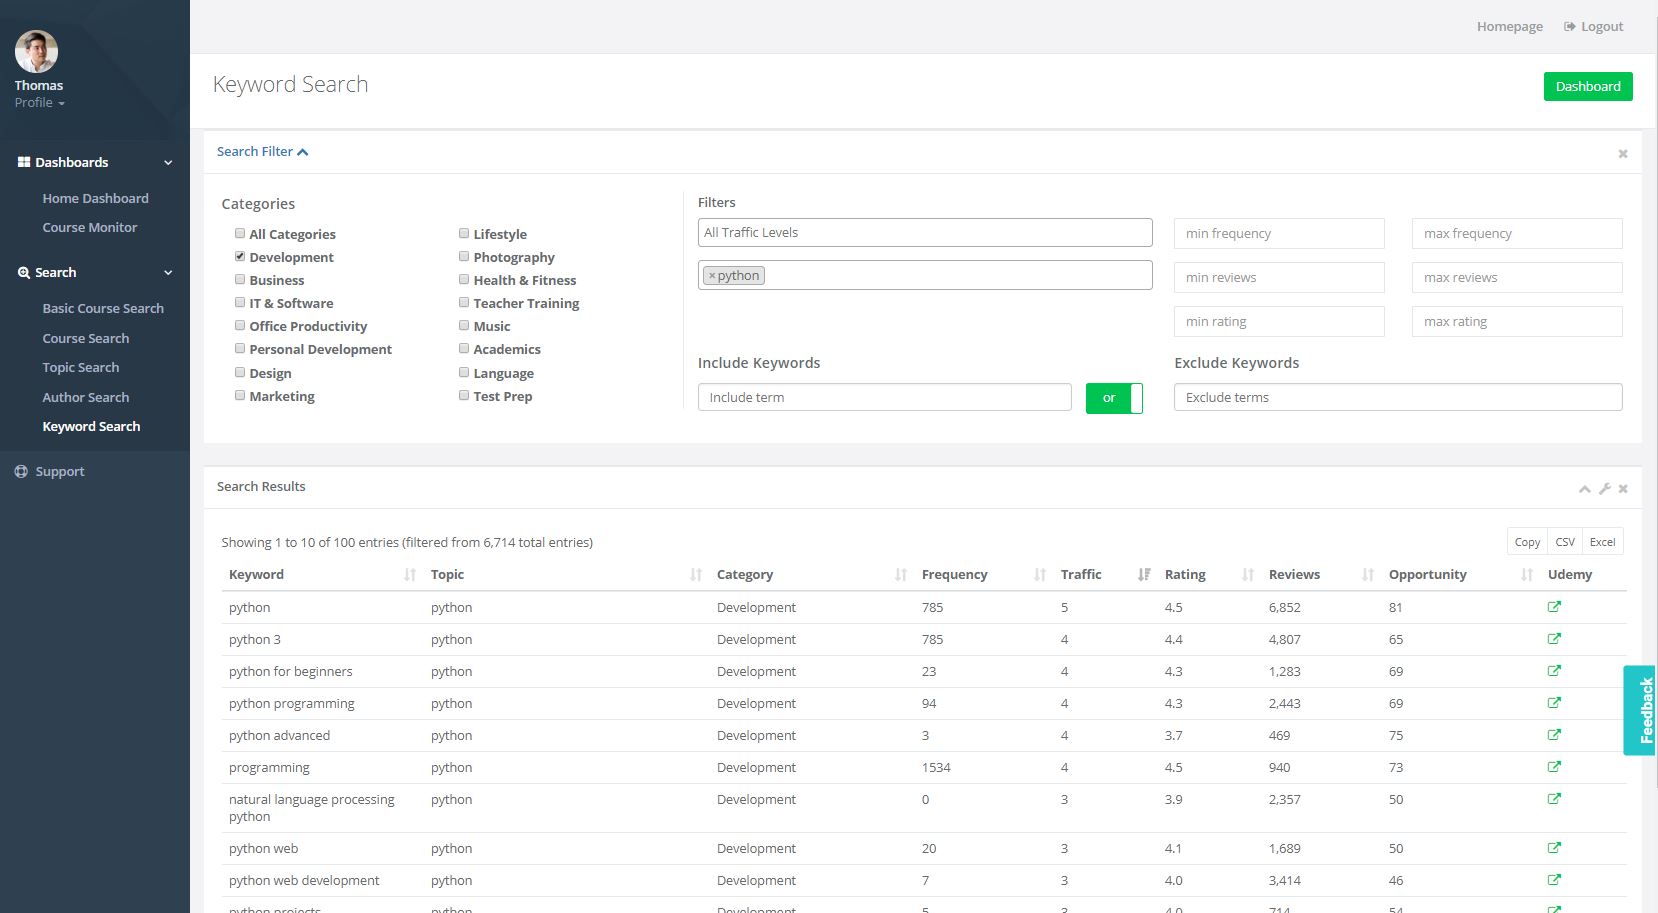 Homepage Logout
Thomas
Profile
Keyword Search
Dashboard
Dashboards
Home Dashboard
Course Monitor
Search
Basic Course Search
Course Search
Topic Search
Author Search
Keyword Search
Support
Search Filter
Categories
All Categories
Development
Business
IT & Software
Office Productivity
Personal Development
Design
Marketing
Lifestyle
Photography
Health & Fitness
Teacher Training
Music
Academics
Language
Test Prep
Filters
All Traffic Levels
×python
min frequency max frequency
min reviews max reviews
min rating max rating
Include Keywords
Include term or
Exclude Keywords
Exclude terms
Search Results
Showing 1 to 10 of 100 entries (filtered from 6,714 total entries)
Copy CSV Excel
Keyword Topic Category Frequency Traffic Rating Reviews Opportunity Udemy
python python Development 785 5 4.5 6,852 81
python 3 python Development 785 4 4.4 4,807 65
python for beginners python Development 23 4 4.3 1,283 69
python programming python Development 94 4 4.3 2,443 69
python advanced python Development 3 4 3.7 469 75
programming python Development 1534 4 4.5 940 73
natural language processing python Development 0 3 3.9 2,357 50
python
python web python Development 20 3 4.1 1,689 50
python web development python Development 7 3 4.0 3,414 46
python projects python Development 5 3 4.0 714 54
Feedback